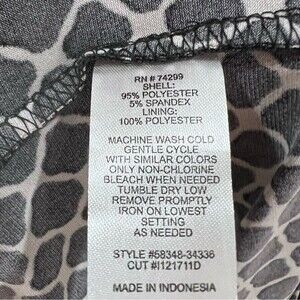 RN # 74299
SHELL:
95% POLYESTER
5% SPANDEX
LINING:
100% POLYESTER
MACHINE WASH COLD
GENTLE CYCLE
WITH SIMILAR COLORS
ONLY NON-CHLORINE
BLEACH WHEN NEEDED
TUMBLE DRY LOW
REMOVE PROMPTLY
IRON ON LOWEST
SETTING
AS NEEDED
STYLE #58348-34336
CUT #I121711D
MADE IN INDONESIA